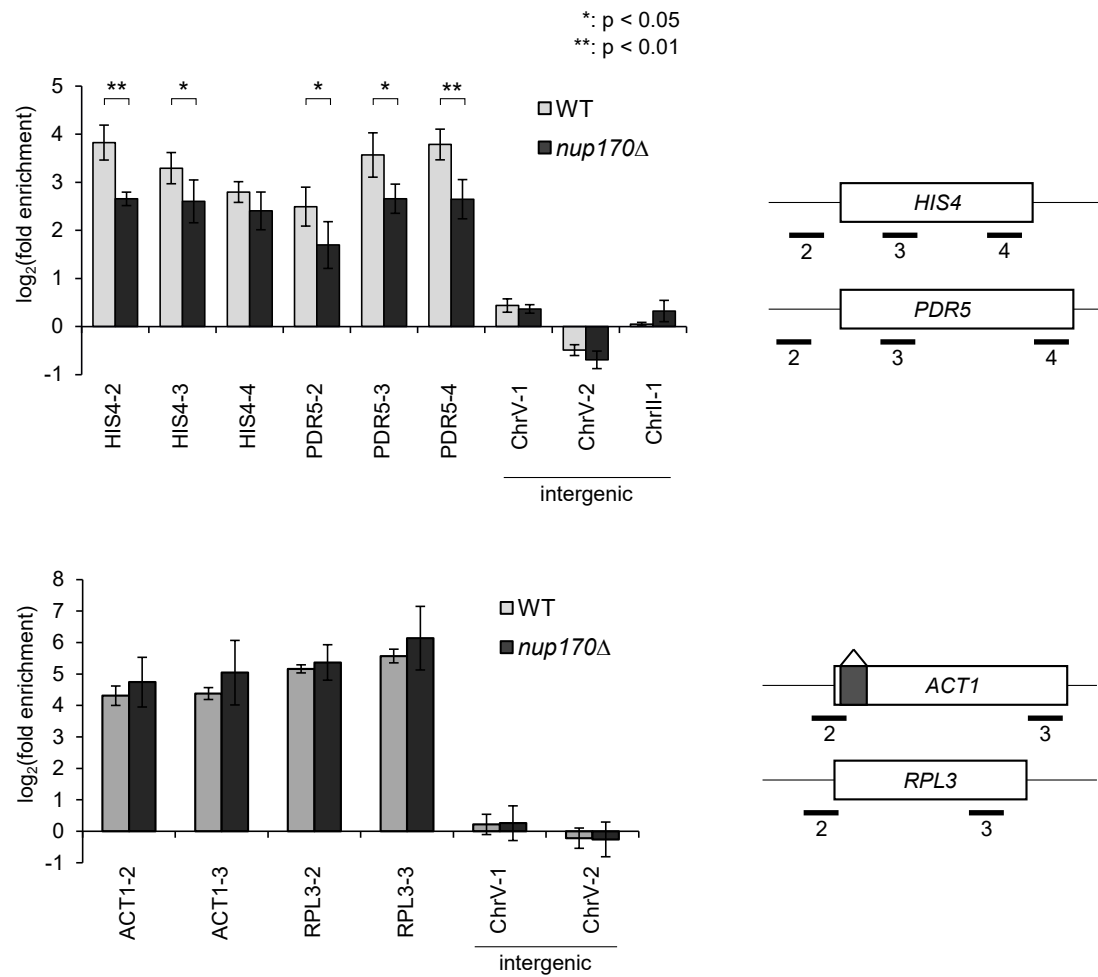 *: p < 0.05
**: p < 0.01
log₂(fold enrichment)
5
4
3
2
1
0
-1
** * * * **
WT
nup170Δ
HIS4-2
HIS4-3
HIS4-4
PDR5-2
PDR5-3
PDR5-4
ChrV-1
ChrV-2
ChrII-1
intergenic
HIS4
2 3 4
PDR5
2 3 4
log₂(fold enrichment)
8
7
6
5
4
3
2
1
0
-1
WT
nup170Δ
ACT1-2
ACT1-3
RPL3-2
RPL3-3
ChrV-1
ChrV-2
intergenic
ACT1
2 3
RPL3
2 3